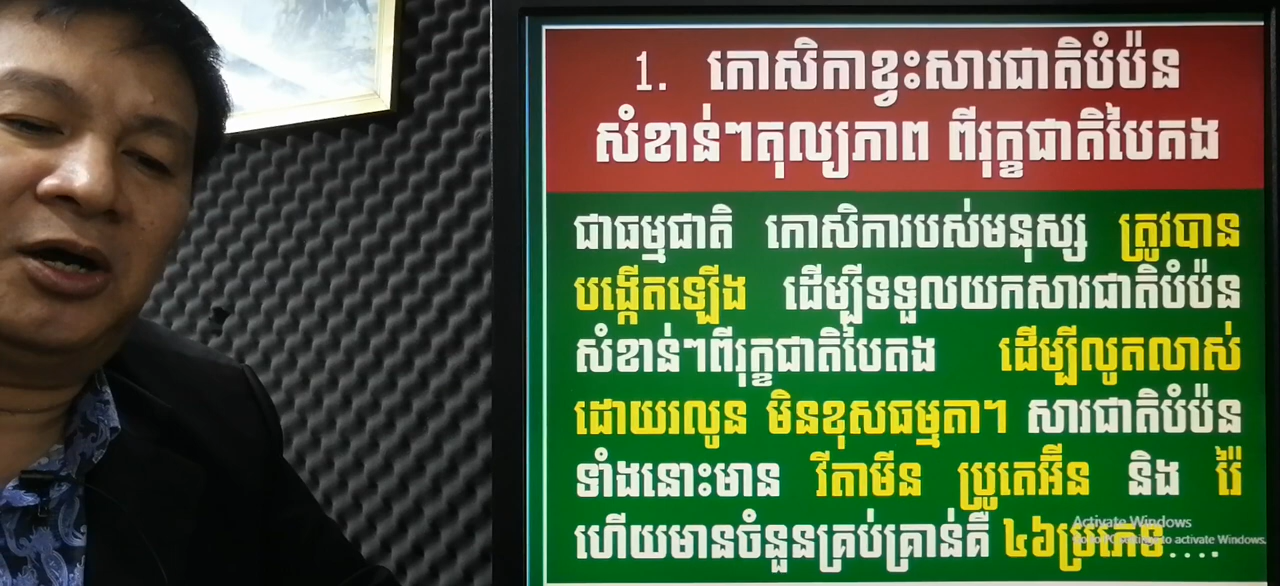 1. កោសិកាខ្វះសារជាតិបំប៉ន
សំខាន់ៗតុល្យភាព ពីរុក្ខជាតិបៃតង
ជាធម្មជាតិ កោសិការបស់មនុស្ស ត្រូវបាន
បង្កើតឡើង ដើម្បីទទួលយកសារជាតិបំប៉ន
សំខាន់ៗពីរុក្ខជាតិបៃតង ដើម្បីលូតលាស់
ដោយរលូន មិនខុសធម្មតា។ សារជាតិបំប៉ន
ទាំងនោះមាន វីតាមីន ប្រូតេអ៊ីន និង រ៉ែ
ហើយមានចំនួនគ្រប់គ្រាន់គឺ ៤៦ប្រភេទ....
Activate Windows
to activate Windows.